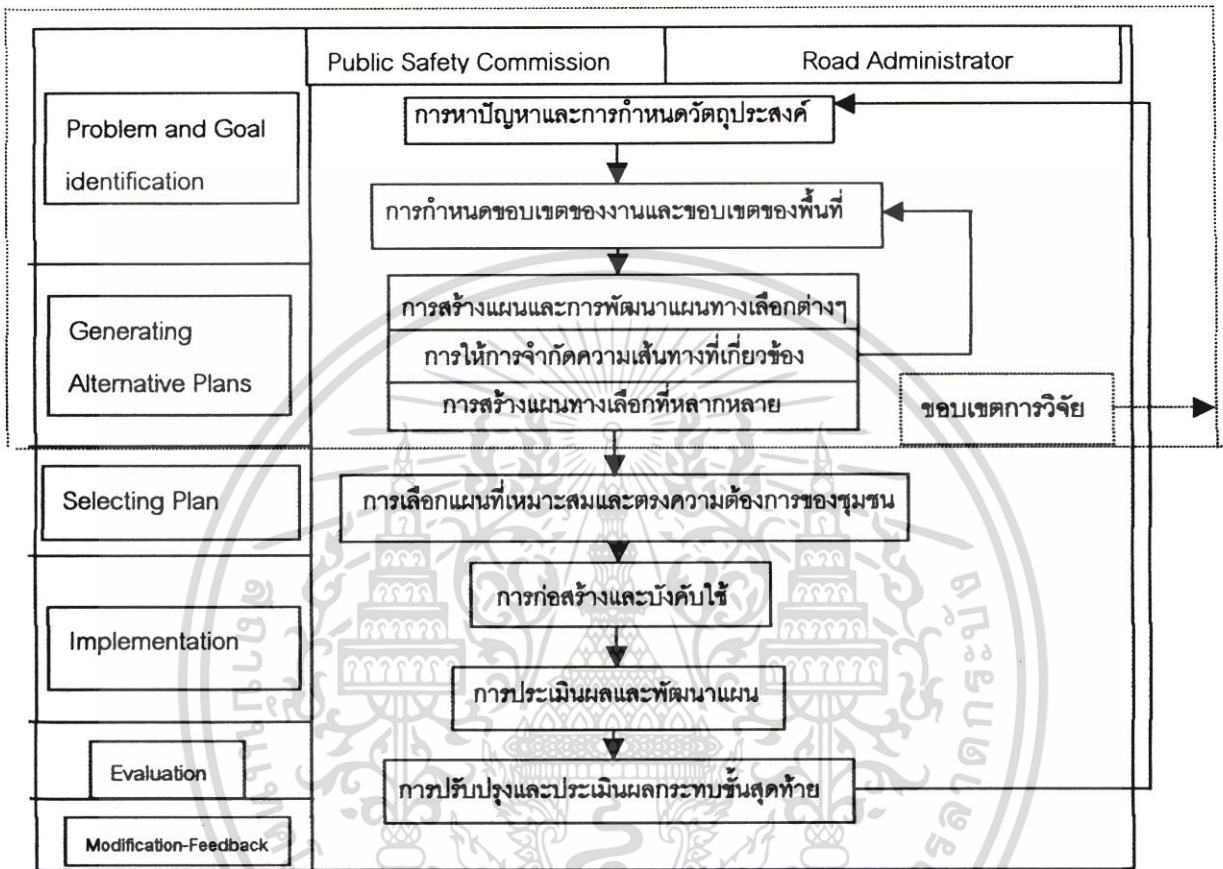 Public Safety Commission
Road Administrator
Problem and Goal
identification
การหาปัญหาและการกำหนดวัตถุประสงค์
การกำหนดขอบเขตของงานและขอบเขตของพื้นที่
Generating
Alternative Plans
การสร้างแผนและการพัฒนาแผนทางเลือกต่างๆ
การให้การจำกัดความเส้นทางที่เกี่ยวข้อง
การสร้างแผนทางเลือกที่หลากหลาย
ขอบเขตการวิจัย
Selecting Plan
การเลือกแผนที่เหมาะสมและตรงความต้องการของชุมชน
Implementation
การก่อสร้างและบังคับใช้
การประเมินผลและพัฒนาแผน
Evaluation
การปรับปรุงและประเมินผลกระทบขั้นสุดท้าย
Modification-Feedback